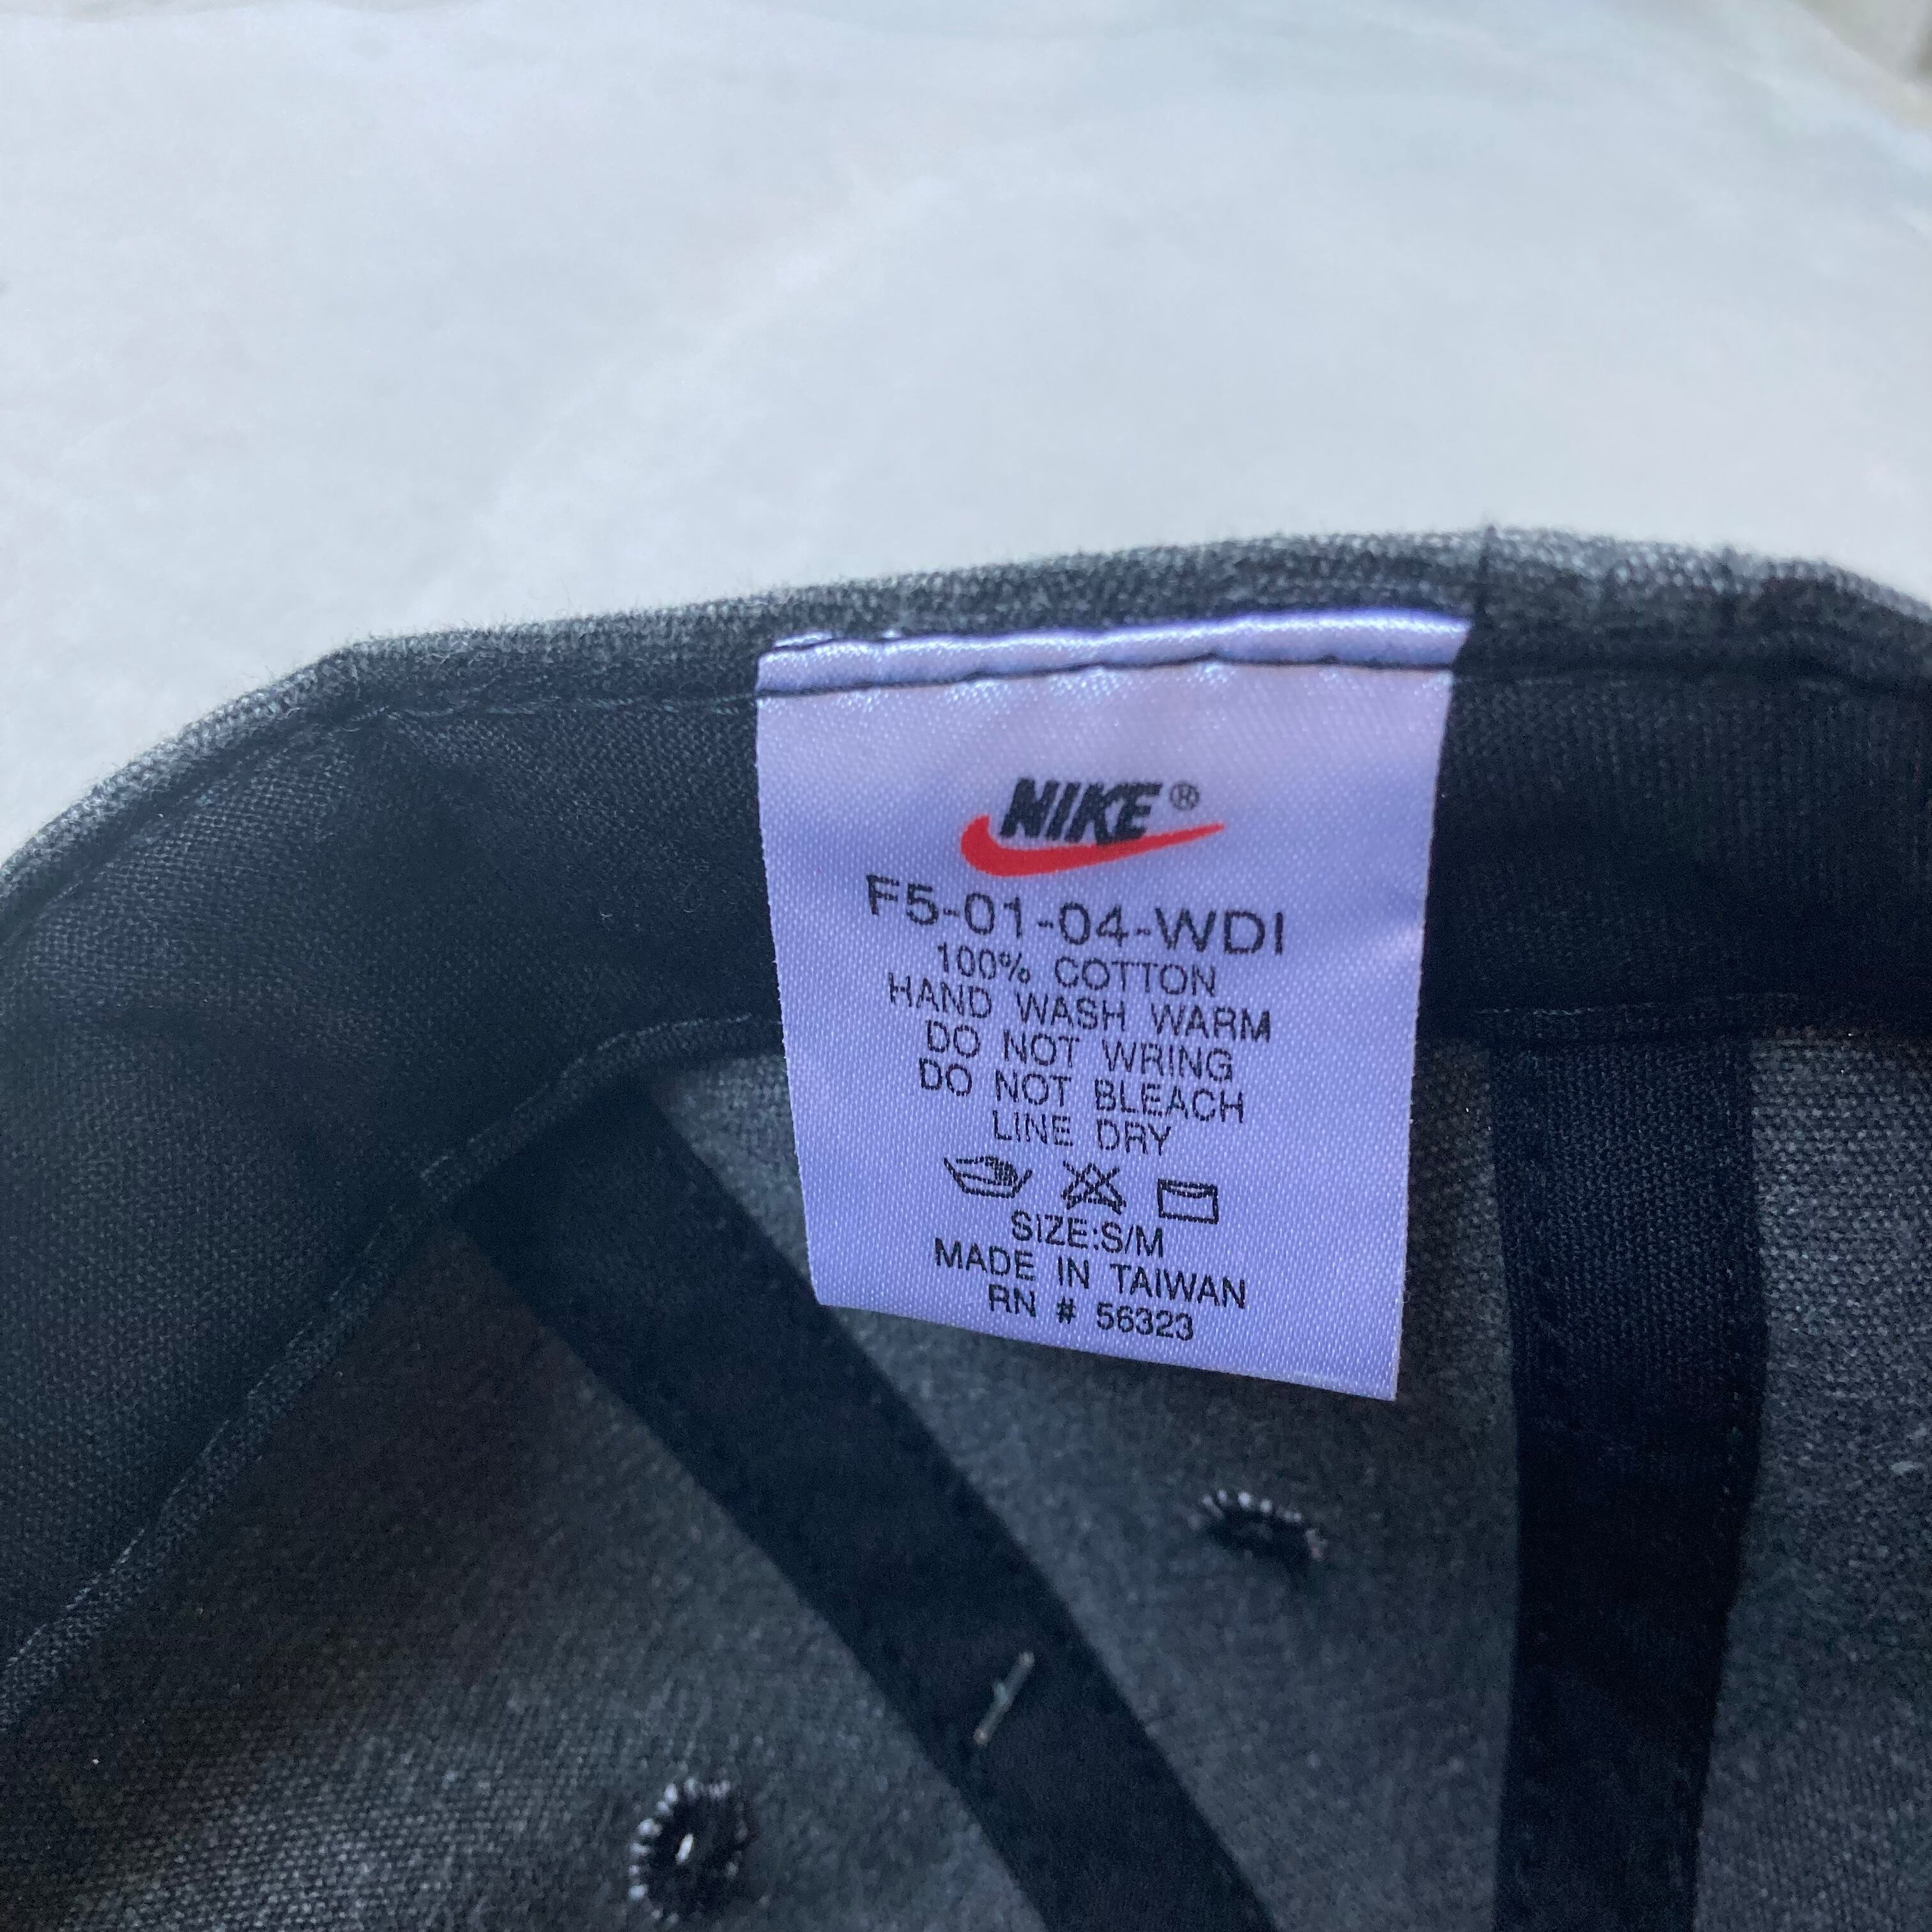 NIKE®
F5-01-04-WDI
100% COTTON
HAND WASH WARM
DO NOT WRING
DO NOT BLEACH
LINE DRY
SIZE:S/M
MADE IN TAIWAN
RN # 56323